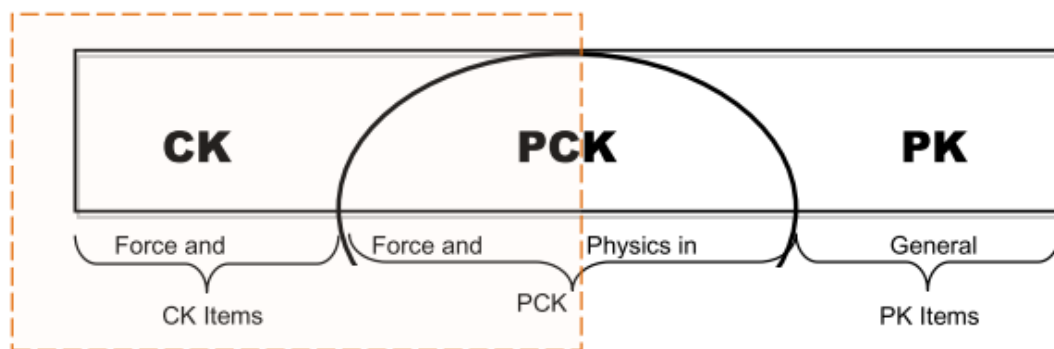 CK PCK PK
Force and Force and Physics in General
CK Items PCK PK Items